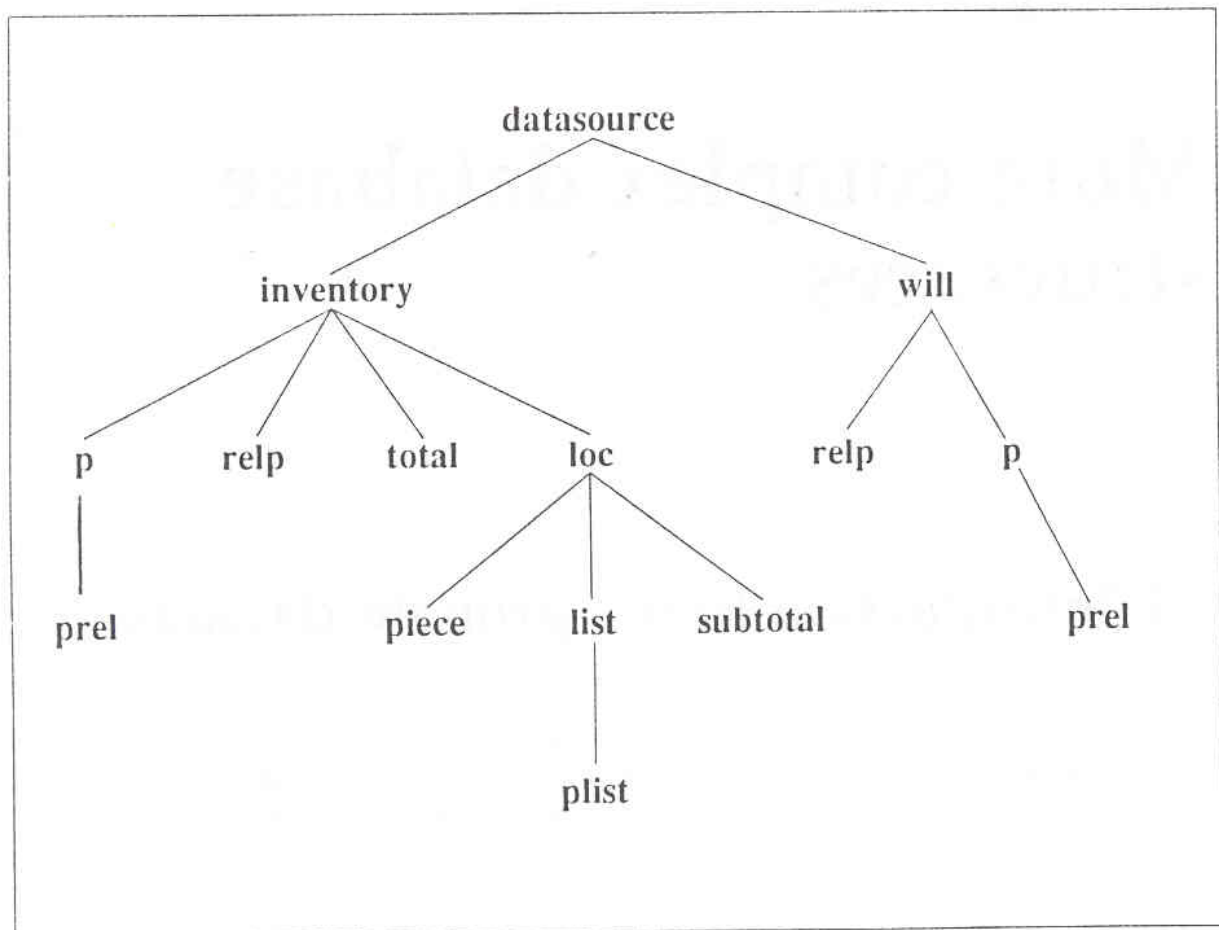 datasource
inventory will
p relp total loc relp p
prel piece list subtotal prel
plist